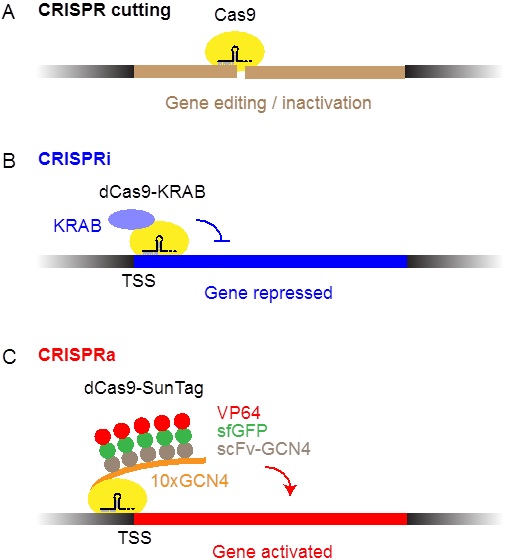 A CRISPR cutting
Cas9
Gene editing / inactivation
B CRISPRi
dCas9-KRAB
KRAB
TSS
Gene repressed
C CRISPRa
dCas9-SunTag
VP64
sfGFP
scFv-GCN4
10xGCN4
TSS
Gene activated